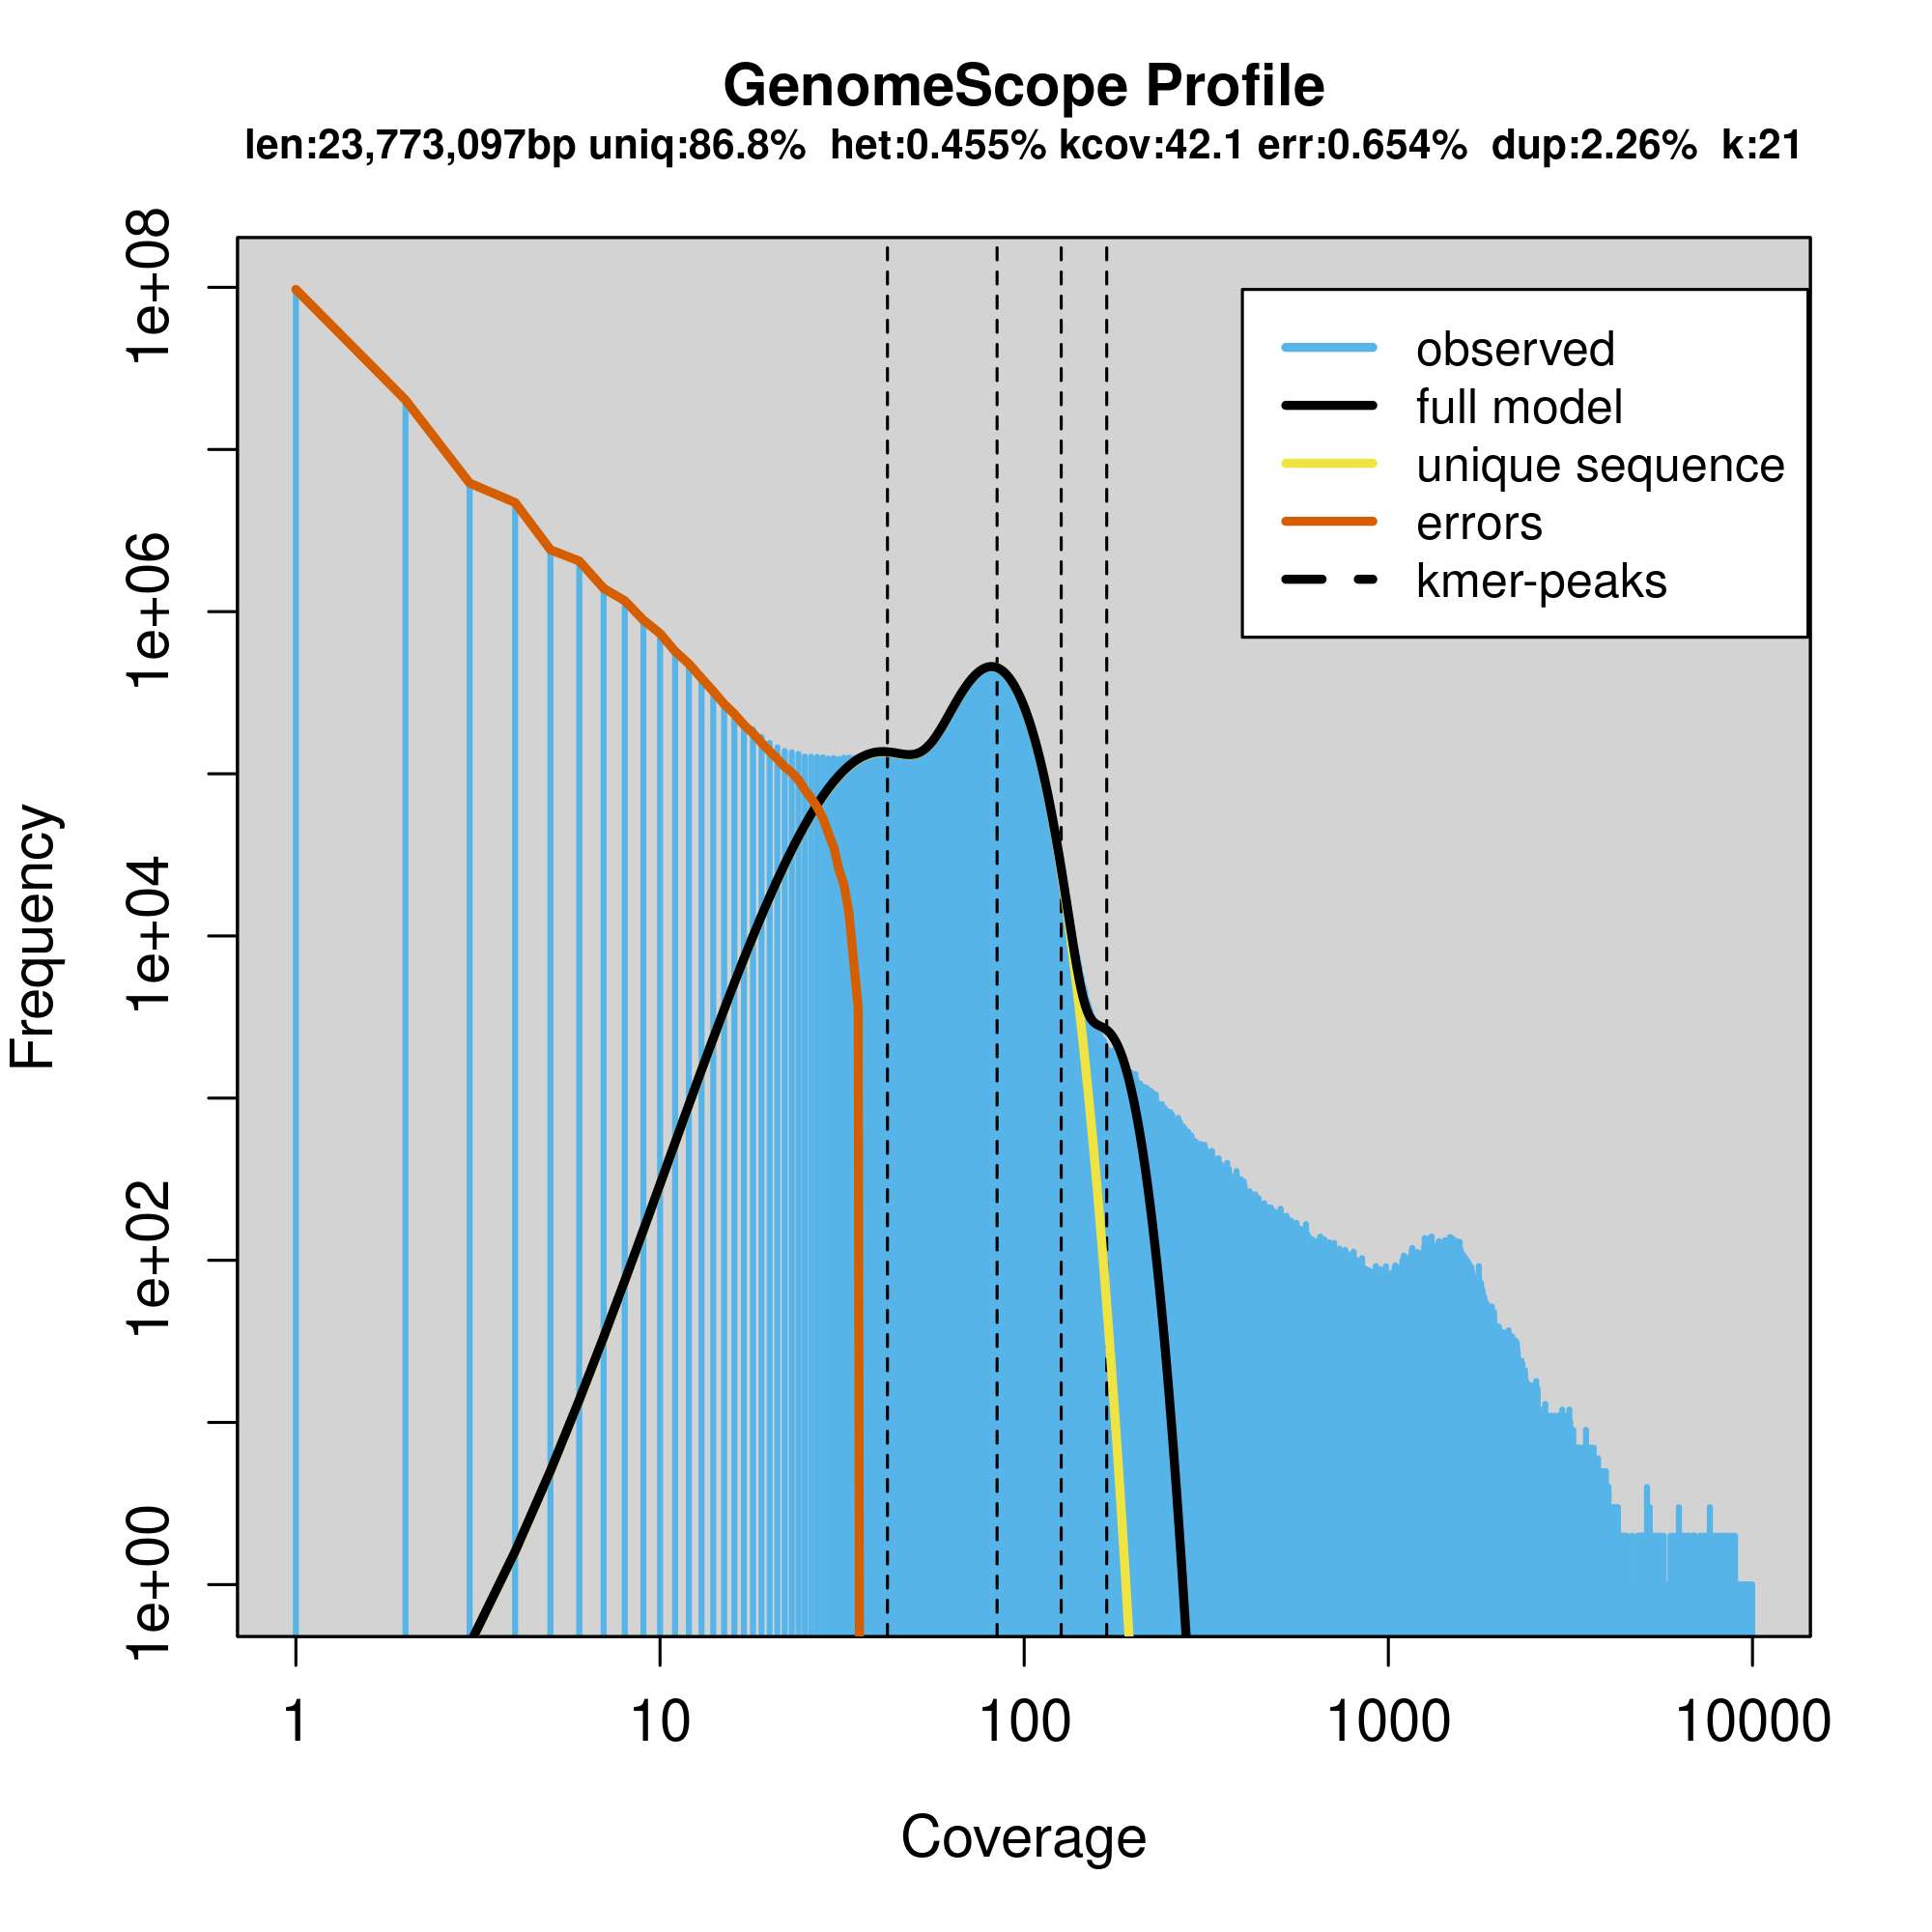 GenomeScope Profile
len:23,773,097bp uniq:86.8% het:0.455% kcov:42.1 err:0.654% dup:2.26% k:21
observed
full model
unique sequence
errors
kmer-peaks
Frequency
1e+08
1e+06
1e+04
1e+02
1e+00
1 10 100 1000 10000
Coverage